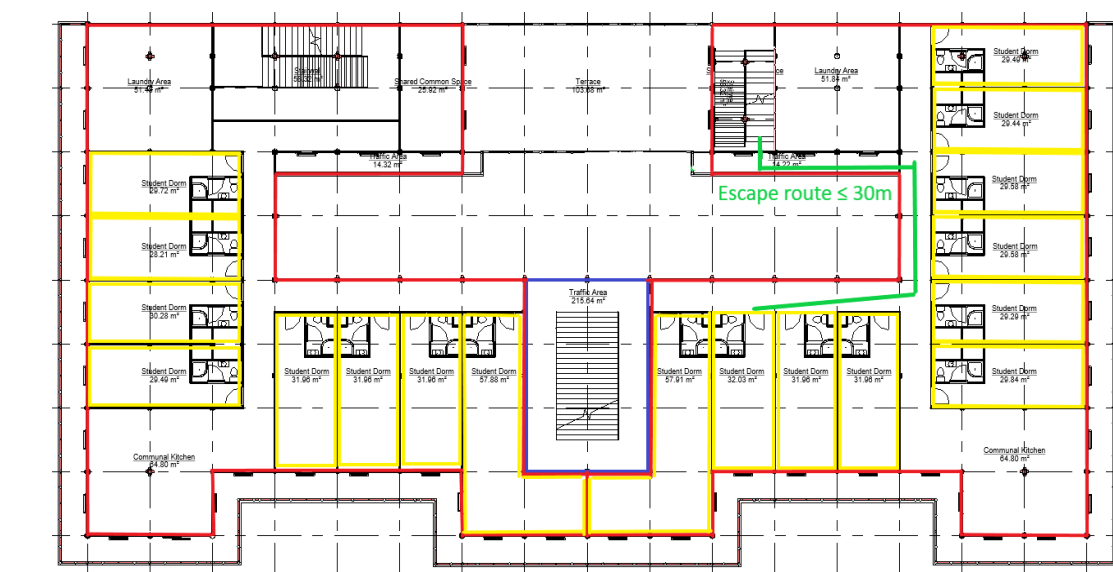 Laundry Area
51.48 m²
Stairwell
Shared Common Space
25.92 m²
Terrace
103.68 m²
Laundry Area
51.84 m²
Student Dorm
29.49 m²
Student Dorm
29.44 m²
Traffic Area
14.32 m²
Traffic Area
14.22 m²
Student Dorm
29.72 m²
Student Dorm
29.58 m²
Escape route ≤ 30m
Student Dorm
28.21 m²
Student Dorm
29.58 m²
Traffic Area
215.64 m²
Student Dorm
30.28 m²
Student Dorm
29.29 m²
Student Dorm
29.49 m²
Student Dorm
31.96 m²
Student Dorm
31.96 m²
Student Dorm
31.96 m²
Student Dorm
57.88 m²
Student Dorm
57.91 m²
Student Dorm
32.03 m²
Student Dorm
31.96 m²
Student Dorm
31.96 m²
Student Dorm
29.84 m²
Communal Kitchen
64.80 m²
Communal Kitchen
64.80 m²